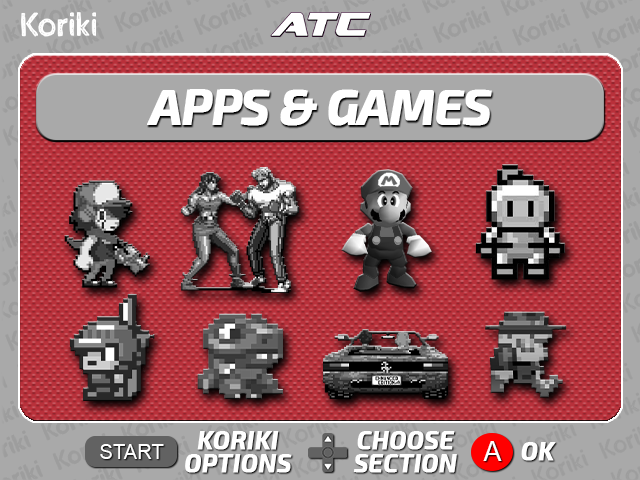 Koriki
ATC
APPS & GAMES
M
START
KORIKI
OPTIONS
CHOOSE
SECTION
A
OK